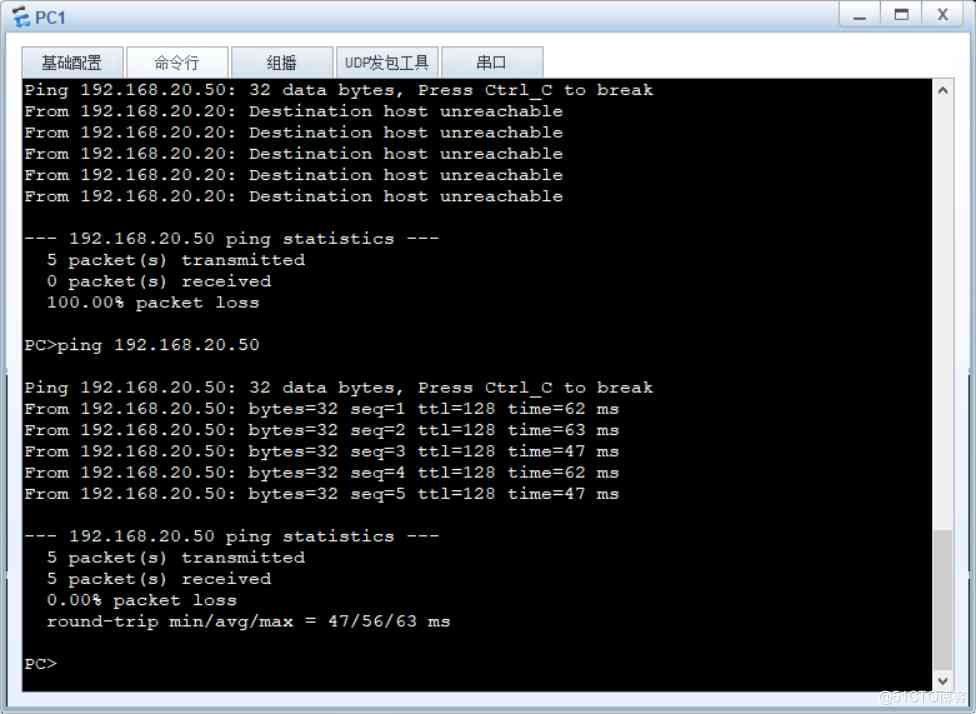 PC1
基础配置 命令行 组播 UDP发包工具 串口
Ping 192.168.20.50: 32 data bytes, Press Ctrl_C to break
From 192.168.20.20: Destination host unreachable
From 192.168.20.20: Destination host unreachable
From 192.168.20.20: Destination host unreachable
From 192.168.20.20: Destination host unreachable
From 192.168.20.20: Destination host unreachable
--- 192.168.20.50 ping statistics ---
5 packet(s) transmitted
0 packet(s) received
100.00% packet loss
PC>ping 192.168.20.50
Ping 192.168.20.50: 32 data bytes, Press Ctrl_C to break
From 192.168.20.50: bytes=32 seq=1 ttl=128 time=62 ms
From 192.168.20.50: bytes=32 seq=2 ttl=128 time=63 ms
From 192.168.20.50: bytes=32 seq=3 ttl=128 time=47 ms
From 192.168.20.50: bytes=32 seq=4 ttl=128 time=62 ms
From 192.168.20.50: bytes=32 seq=5 ttl=128 time=47 ms
--- 192.168.20.50 ping statistics ---
5 packet(s) transmitted
5 packet(s) received
0.00% packet loss
round-trip min/avg/max = 47/56/63 ms
PC>
@51CTO博客